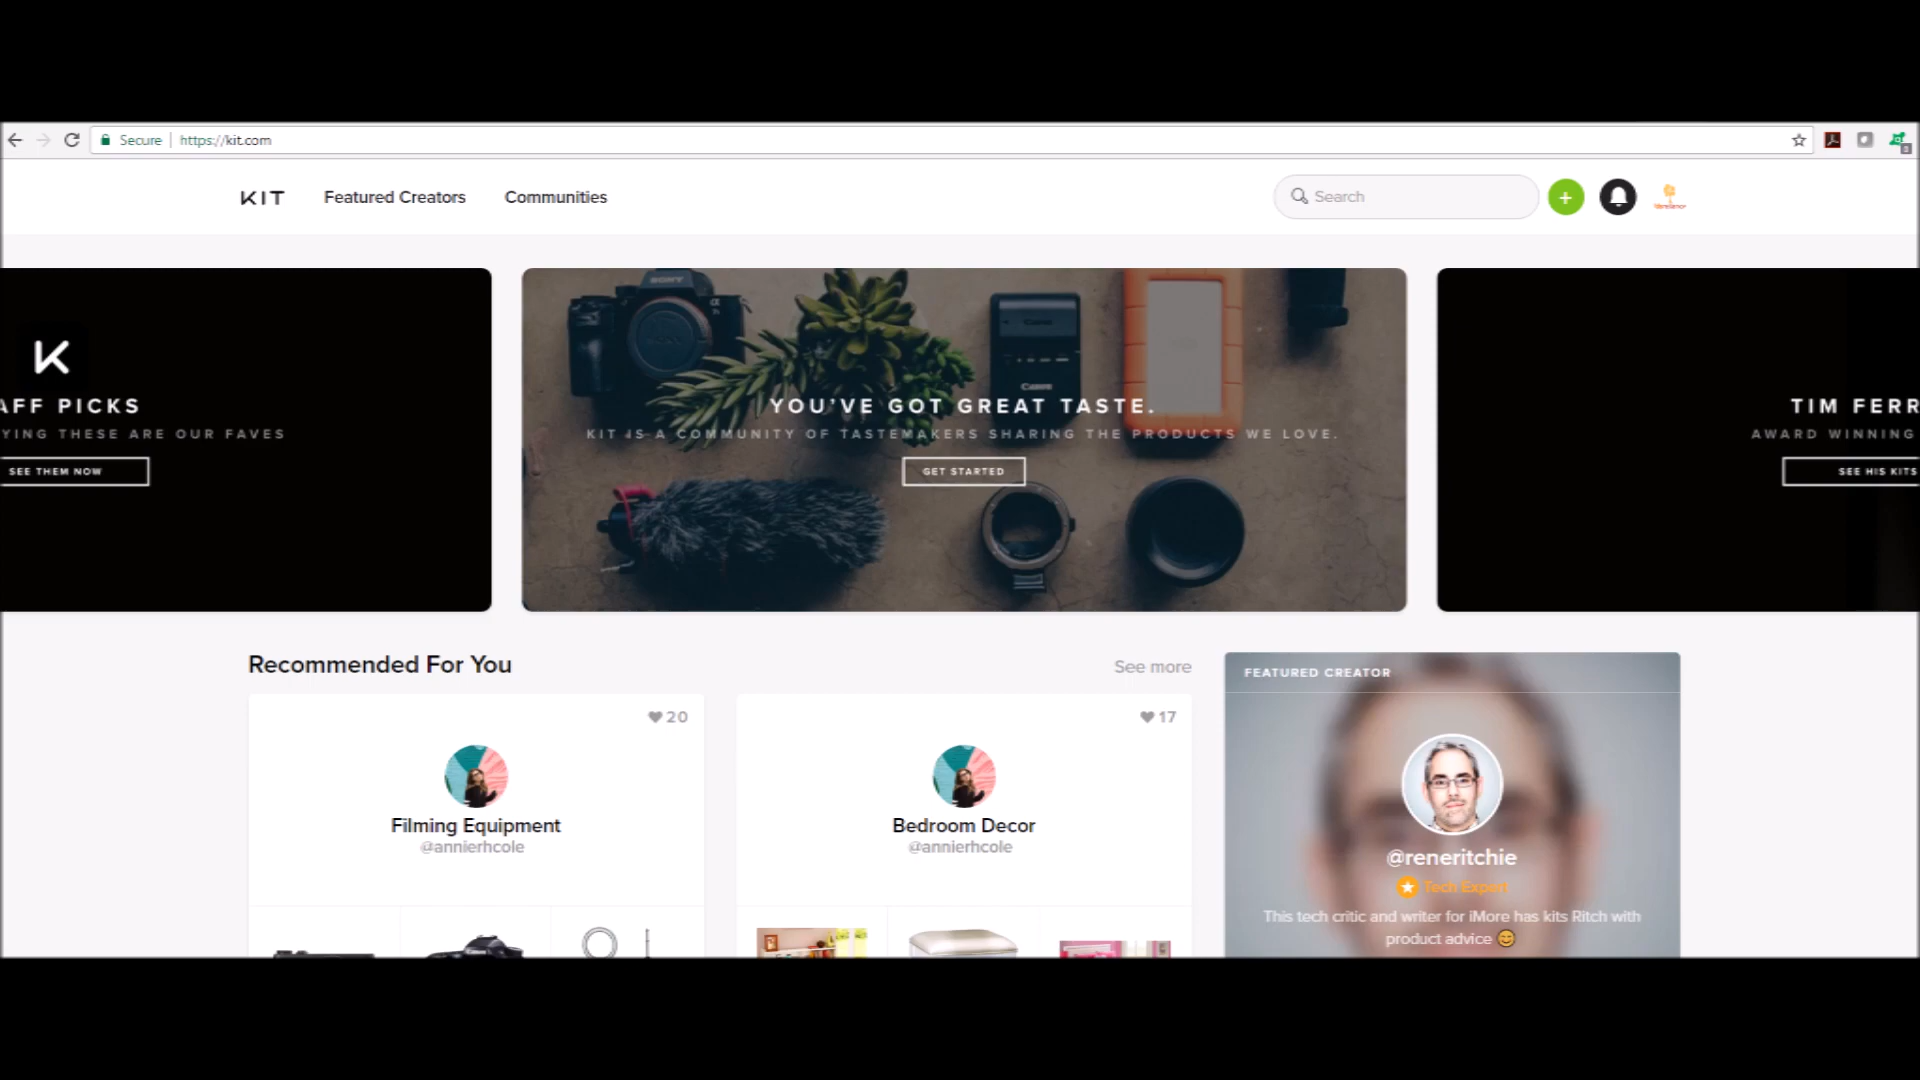 Secure | https://kit.com
KIT
Featured Creators
Communities
Search
K
AFF PICKS
YING THESE ARE OUR FAVES
SEE THEM NOW
SONY
Canon
YOU'VE GOT GREAT TASTE.
KIT IS A COMMUNITY OF TASTEMAKERS SHARING THE PRODUCTS WE LOVE.
GET STARTED
TIM FERR
AWARD WINNING
SEE HIS KITS
Recommended For You
See more
20
Filming Equipment
@annierhcole
17
Bedroom Decor
@annierhcole
FEATURED CREATOR
@reneritchie
Tech Expert
This tech critic and writer for iMore has kits Ritch with
product advice 😊